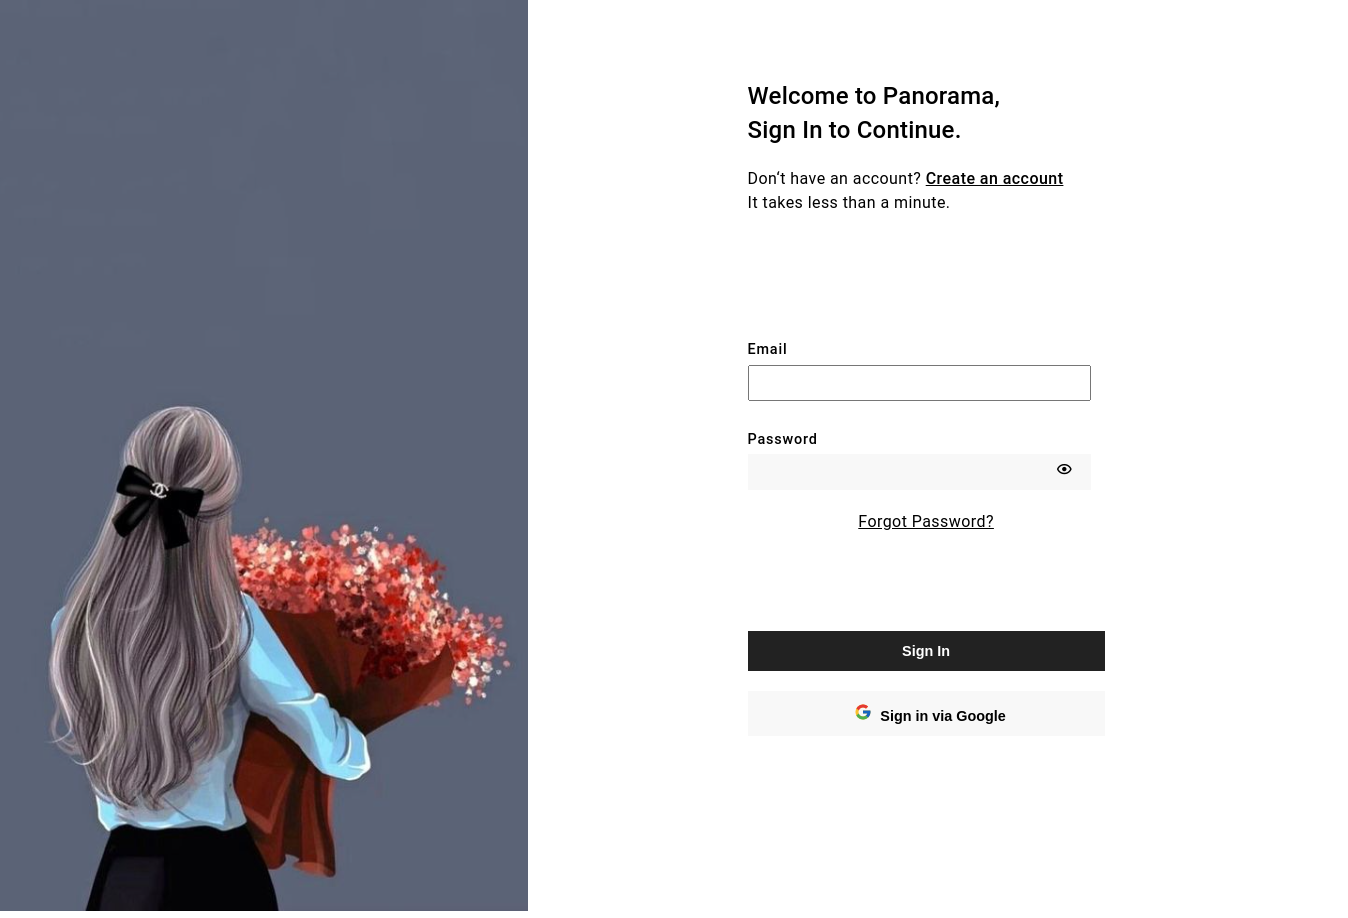 Welcome to Panorama,
Sign In to Continue.
Don‘t have an account? Create an account
It takes less than a minute.
Email
Password
Forgot Password?
Sign In
Sign in via Google